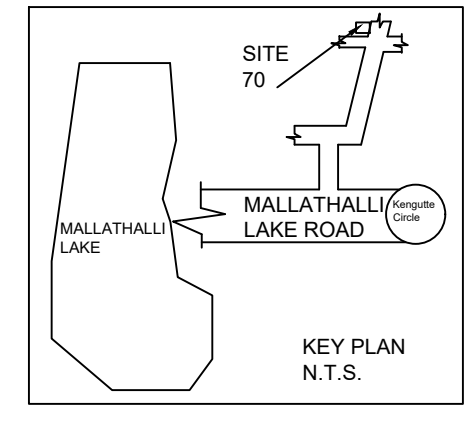 SITE
70
MALLATHALLI
LAKE
MALLATHALLI
LAKE ROAD
Kengutte
Circle
KEY PLAN
N.T.S.